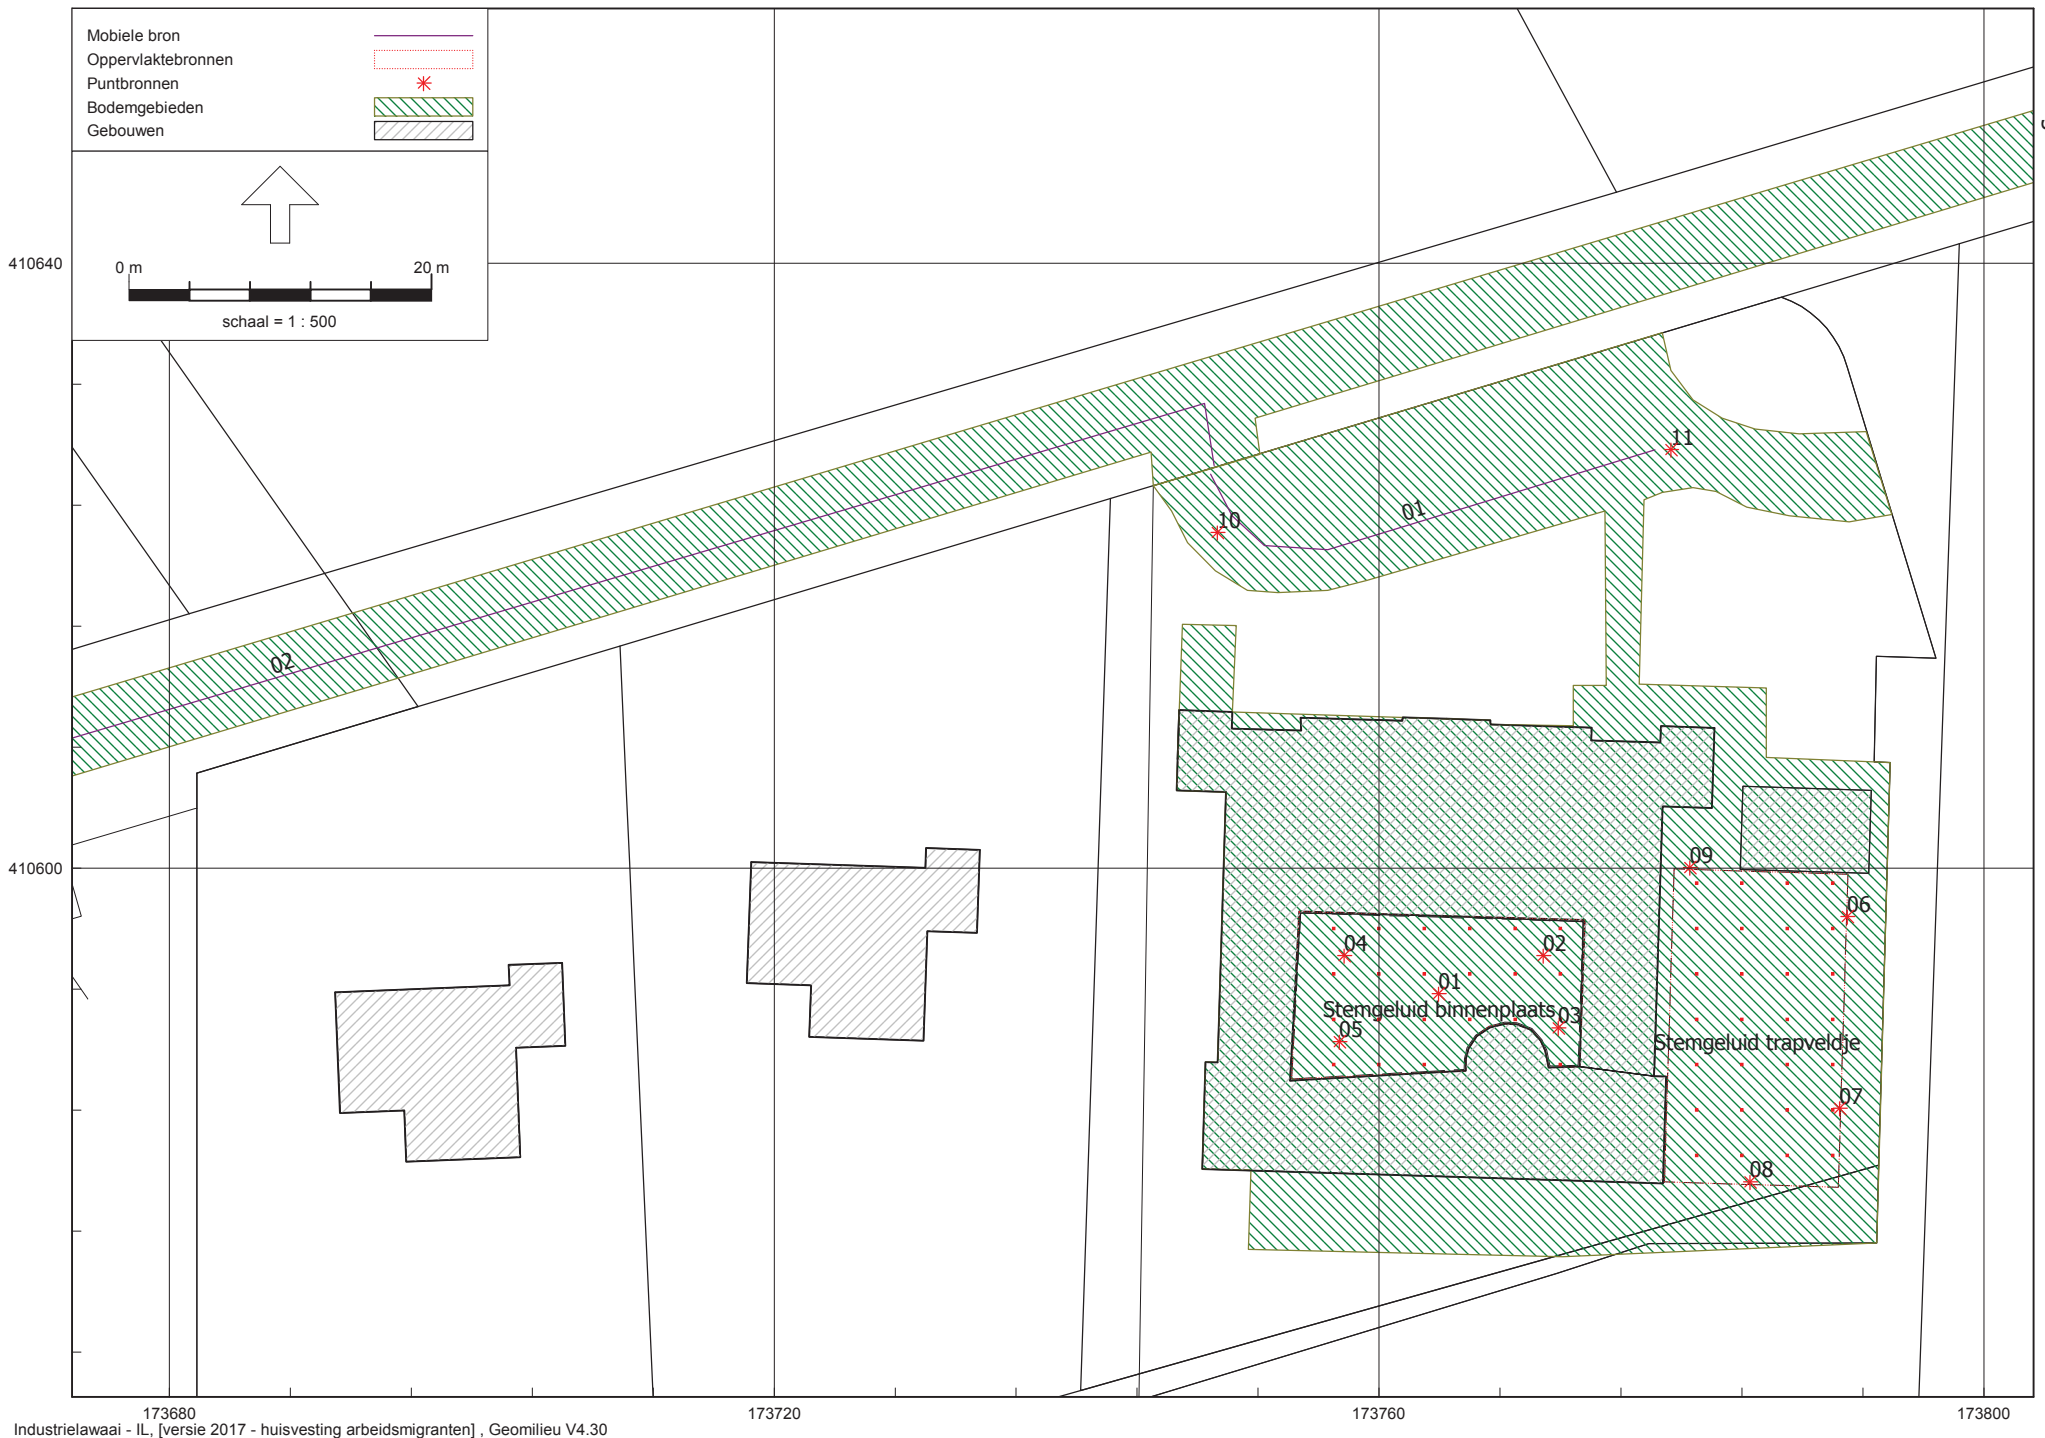 Mobiele bron
Oppervlaktebronnen
Puntbronnen
Bodemgebieden
Gebouwen
0 m 20 m
schaal = 1 : 500
410640
11
01
10
02
410600
09
06
04
02
01
Stemgeluid binnenplaats
03
05
Stemgeluid trapveldje
07
08
173680 173720 173760 173800
Industrielawaai - IL, [versie 2017 - huisvesting arbeidsmigranten] , Geomilieu V4.30